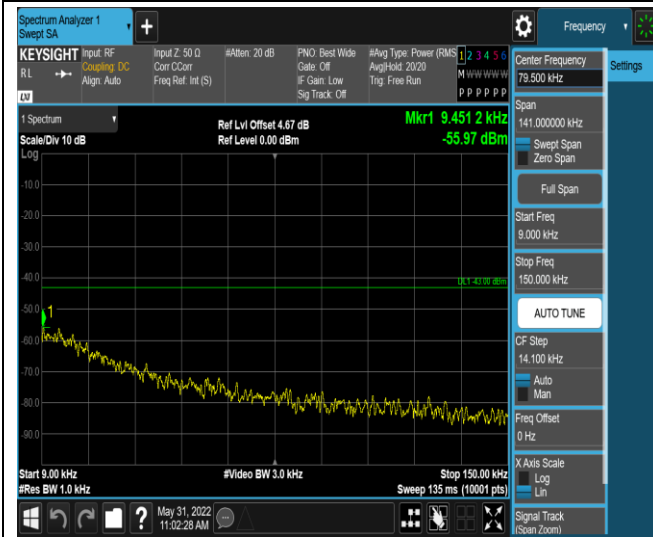 Spectrum Analyzer 1
Swept SA
+
Frequency
KEYSIGHT
RL
LXI
Input: RF
Coupling: DC
Align: Auto
Input Z: 50 Ω
Corr CCorr
Freq Ref: Int (S)
#Atten: 20 dB
PNO: Best Wide
Gate: Off
IF Gain: Low
Sig Track: Off
#Avg Type: Power (RMS
Avg|Hold: 20/20
Trig: Free Run
1 2 3 4 5 6
M W W W W W
P P P P P P
Center Frequency
79.500 kHz
Settings
Span
141.000000 kHz
Swept Span
Zero Span
Full Span
Start Freq
9.000 kHz
Stop Freq
150.000 kHz
AUTO TUNE
CF Step
14.100 kHz
Auto
Man
Freq Offset
0 Hz
X Axis Scale
Log
Lin
Signal Track
(Span Zoom)
1 Spectrum
Scale/Div 10 dB
Ref Lvl Offset 4.67 dB
Ref Level 0.00 dBm
Mkr1 9.451 2 kHz
-55.97 dBm
Log
-10.0
-20.0
-30.0
-40.0
DL1 -43.00 dBm
-50.0
1
-60.0
-70.0
-80.0
-90.0
Start 9.00 kHz
#Res BW 1.0 kHz
#Video BW 3.0 kHz
Stop 150.00 kHz
Sweep 135 ms (10001 pts)
?
May 31, 2022
11:02:28 AM